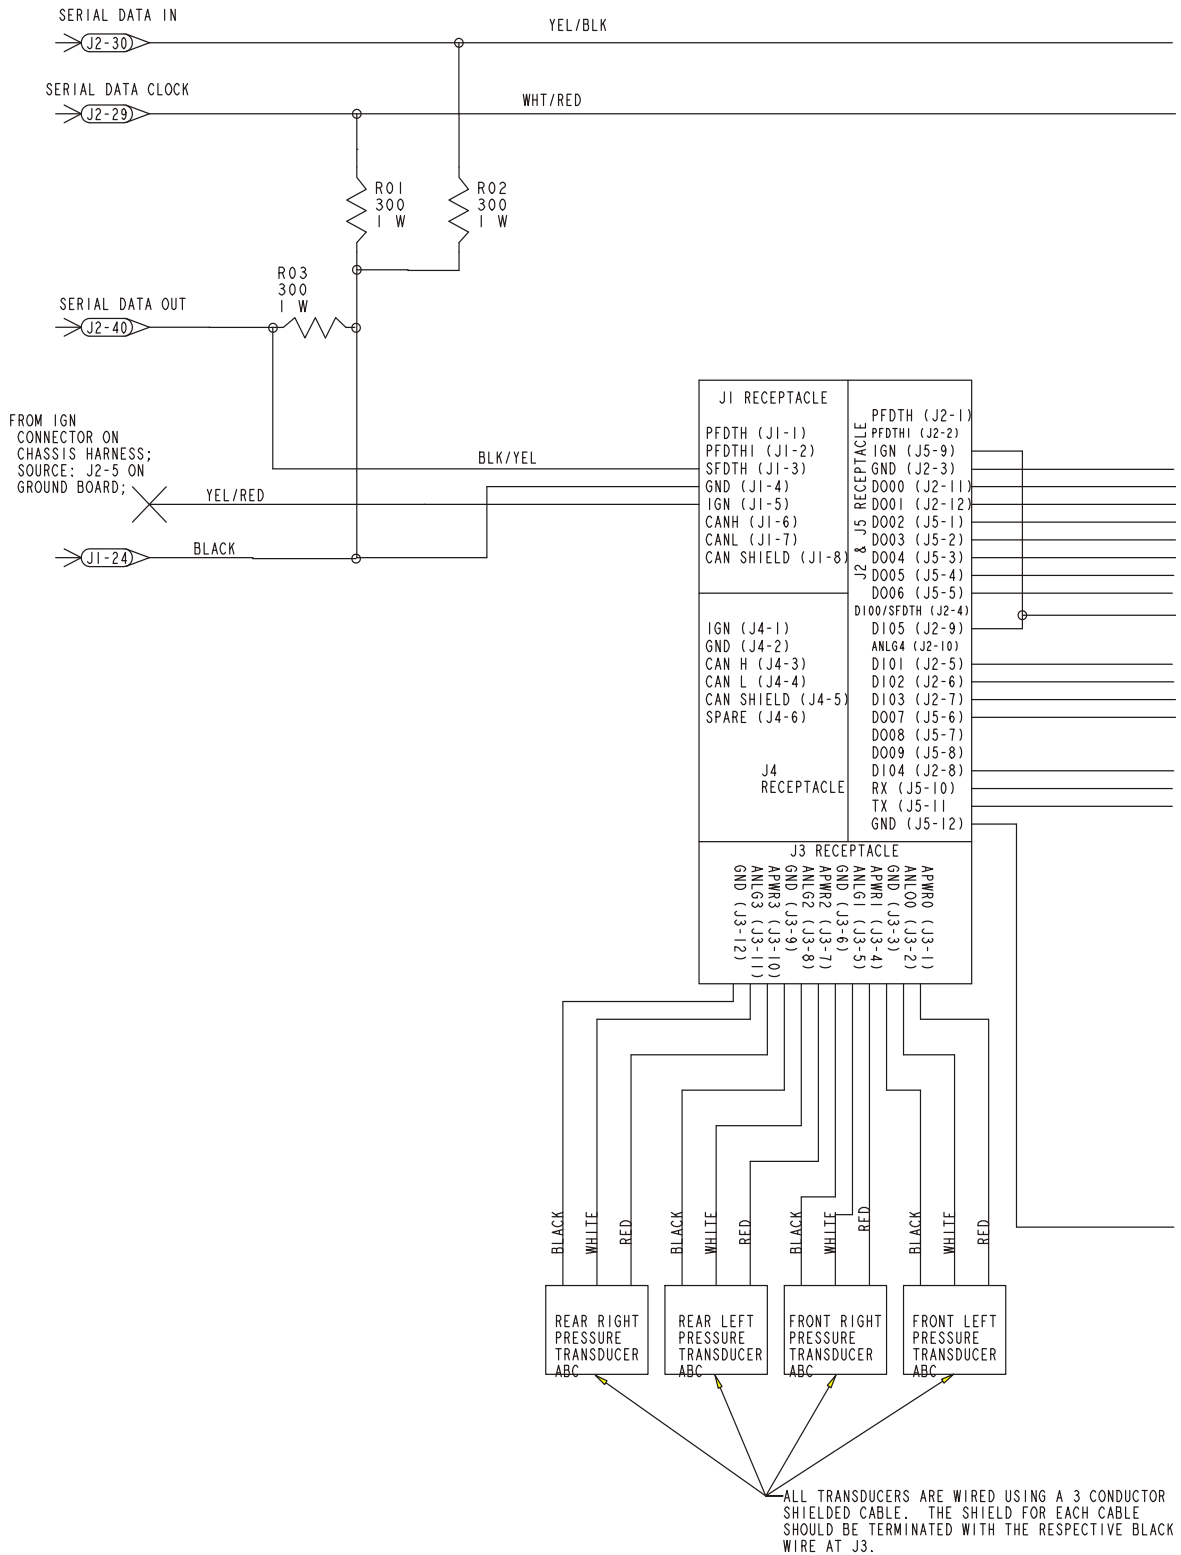 SERIAL DATA IN
J2-30
YEL/BLK
SERIAL DATA CLOCK
J2-29
WHT/RED
R01
300
1 W
R02
300
1 W
R03
300
1 W
SERIAL DATA OUT
J2-40
FROM IGN
CONNECTOR ON
CHASSIS HARNESS;
SOURCE: J2-5 ON
GROUND BOARD;
YEL/RED
BLK/YEL
J1-24
BLACK
J1 RECEPTACLE
PFDTH (J1-1)
PFDTH1 (J1-2)
SFDTH (J1-3)
GND (J1-4)
IGN (J1-5)
CANH (J1-6)
CANL (J1-7)
CAN SHIELD (J1-8)
J2 & J5 RECEPTACLE
PFDTH (J2-1)
PFDTH1 (J2-2)
IGN (J5-9)
GND (J2-3)
DO00 (J2-11)
DO01 (J2-12)
DO02 (J5-1)
DO03 (J5-2)
DO04 (J5-3)
DO05 (J5-4)
DO06 (J5-5)
DI00/SFDTH (J2-4)
DI05 (J2-9)
ANLG4 (J2-10)
DI01 (J2-5)
DI02 (J2-6)
DI03 (J2-7)
DO07 (J5-6)
DO08 (J5-7)
DO09 (J5-8)
DI04 (J2-8)
RX (J5-10)
TX (J5-11
GND (J5-12)
IGN (J4-1)
GND (J4-2)
CAN H (J4-3)
CAN L (J4-4)
CAN SHIELD (J4-5)
SPARE (J4-6)
J4
RECEPTACLE
J3 RECEPTACLE
GND (J3-12)
ANLG3 (J3-11)
APWR3 (J3-10)
GND (J3-9)
ANLG2 (J3-8)
APWR2 (J3-7)
GND (J3-6)
ANLG1 (J3-5)
APWR1 (J3-4)
GND (J3-3)
ANLO0 (J3-2)
APWR0 (J3-1)
BLACK
WHITE
RED
BLACK
WHITE
RED
BLACK
WHITE
RED
BLACK
WHITE
RED
REAR RIGHT
PRESSURE
TRANSDUCER
ABC
REAR LEFT
PRESSURE
TRANSDUCER
ABC
FRONT RIGHT
PRESSURE
TRANSDUCER
ABC
FRONT LEFT
PRESSURE
TRANSDUCER
ABC
ALL TRANSDUCERS ARE WIRED USING A 3 CONDUCTOR
SHIELDED CABLE. THE SHIELD FOR EACH CABLE
SHOULD BE TERMINATED WITH THE RESPECTIVE BLACK
WIRE AT J3.